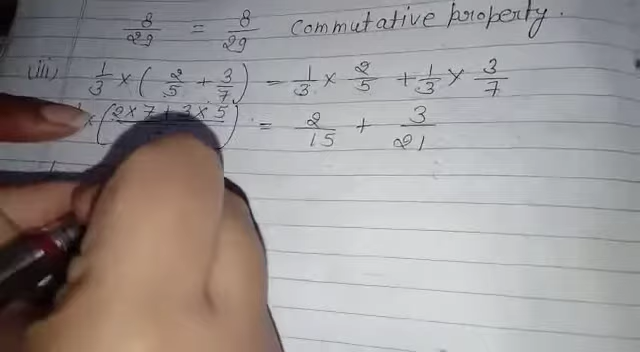 8/29 = 8/29 Commutative property.
(iii) 1/3 × (2/5 + 3/7) = 1/3 × 2/5 + 1/3 × 3/7
× (2 × 7 + 3 × 5) = 2/15 + 3/21